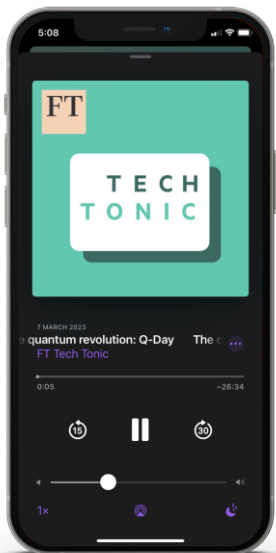 5:08
FT
TECH
TONIC
7 MARCH 2023
quantum revolution: Q-Day The
FT Tech Tonic
0:05 -26:34
15 30
1×